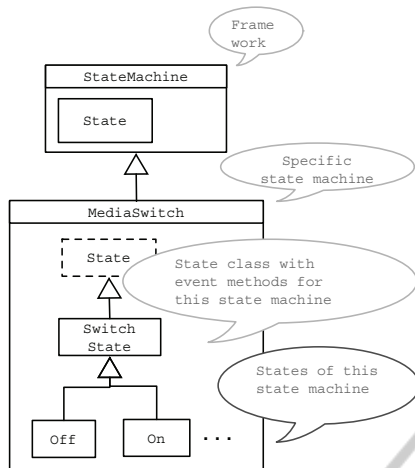 Frame
work
StateMachine
State
Specific
state machine
MediaSwitch
State
State class with
event methods for
this state machine
Switch
State
States of this
state machine
Off
On
...